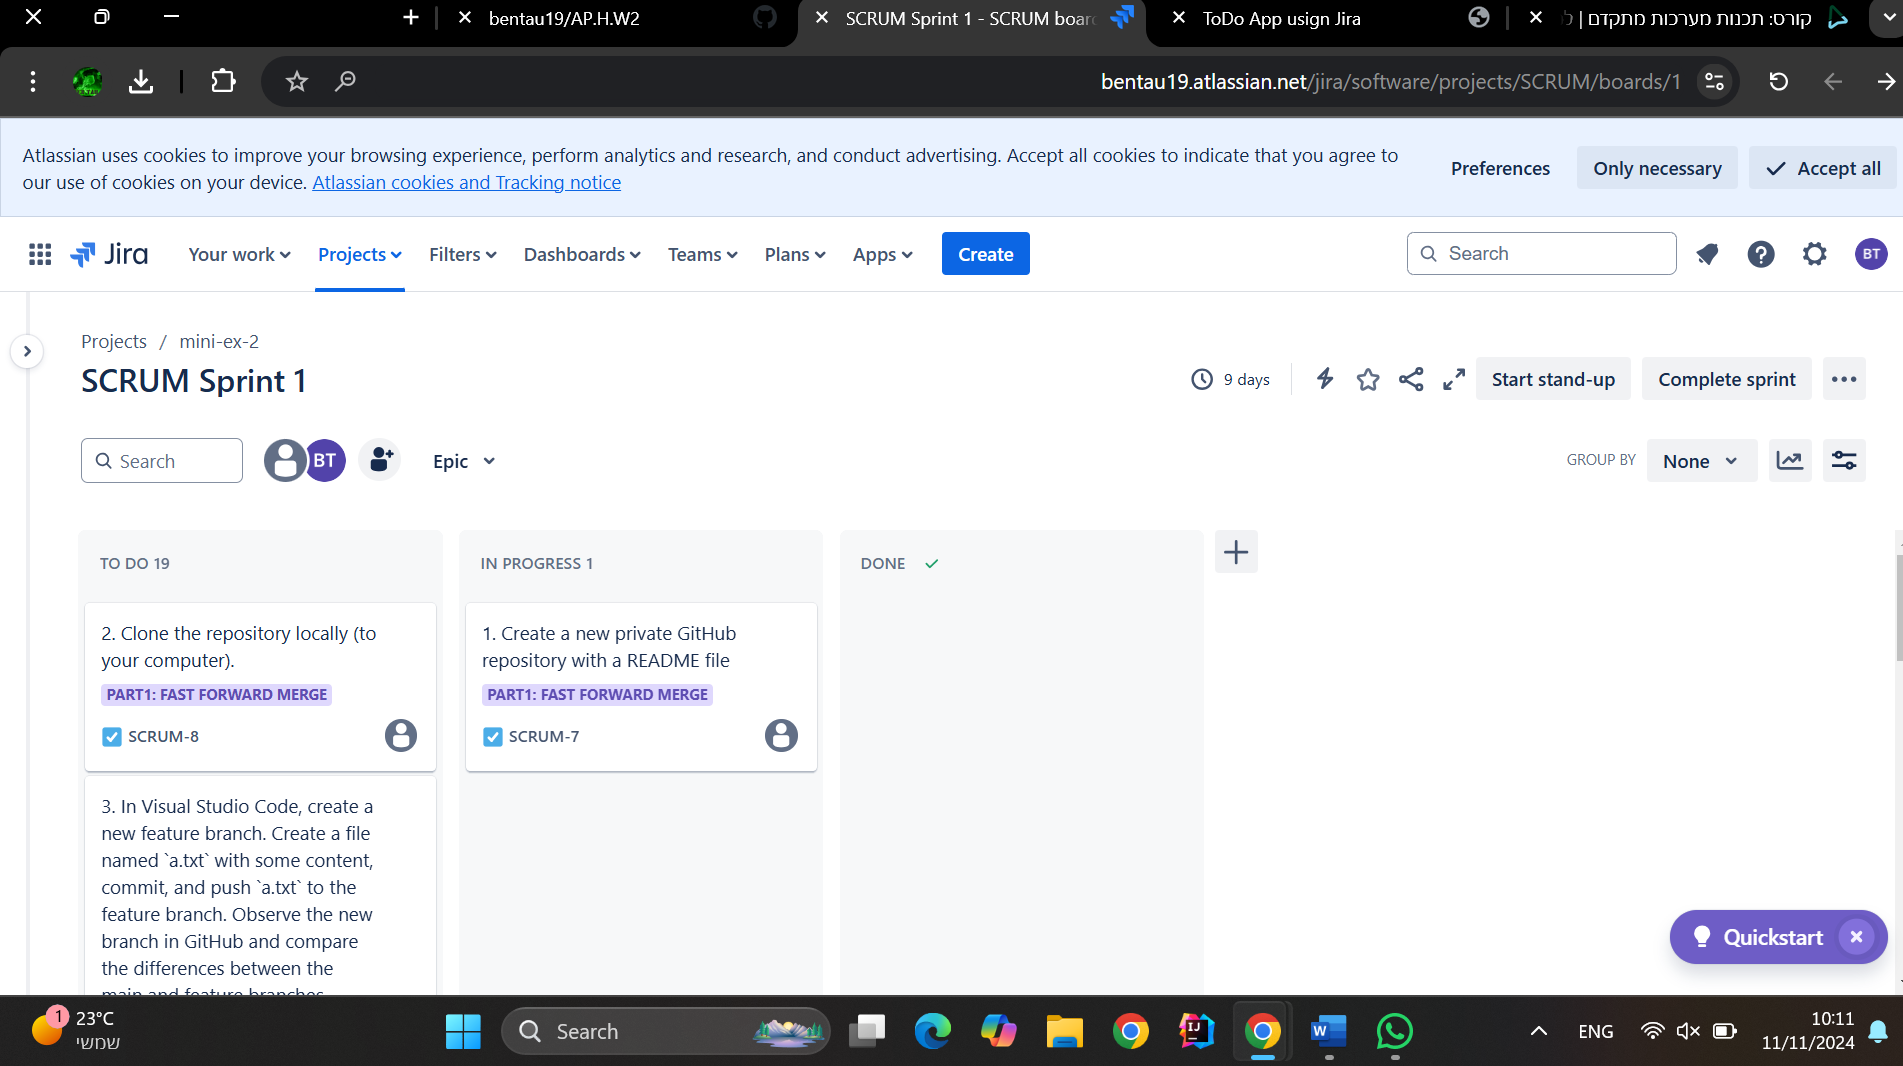 bentau19/AP.H.W2
SCRUM Sprint 1 - SCRUM boar
ToDo App usign Jira
קורס: תכנות מערכות מתקדם |
bentau19.atlassian.net/jira/software/projects/SCRUM/boards/1
Atlassian uses cookies to improve your browsing experience, perform analytics and research, and conduct advertising. Accept all cookies to indicate that you agree to
our use of cookies on your device. Atlassian cookies and Tracking notice
Preferences
Only necessary
Accept all
Jira
Your work
Projects
Filters
Dashboards
Teams
Plans
Apps
Create
Search
BT
Projects / mini-ex-2
SCRUM Sprint 1
9 days
Start stand-up
Complete sprint
Search
BT
Epic
GROUP BY
None
TO DO 19
IN PROGRESS 1
DONE
2. Clone the repository locally (to
your computer).
PART1: FAST FORWARD MERGE
SCRUM-8
1. Create a new private GitHub
repository with a README file
PART1: FAST FORWARD MERGE
SCRUM-7
3. In Visual Studio Code, create a
new feature branch. Create a file
named `a.txt` with some content,
commit, and push `a.txt` to the
feature branch. Observe the new
branch in GitHub and compare
the differences between the
main and feature branches
Quickstart
1
23°C
שמשי
Search
ENG
10:11
11/11/2024